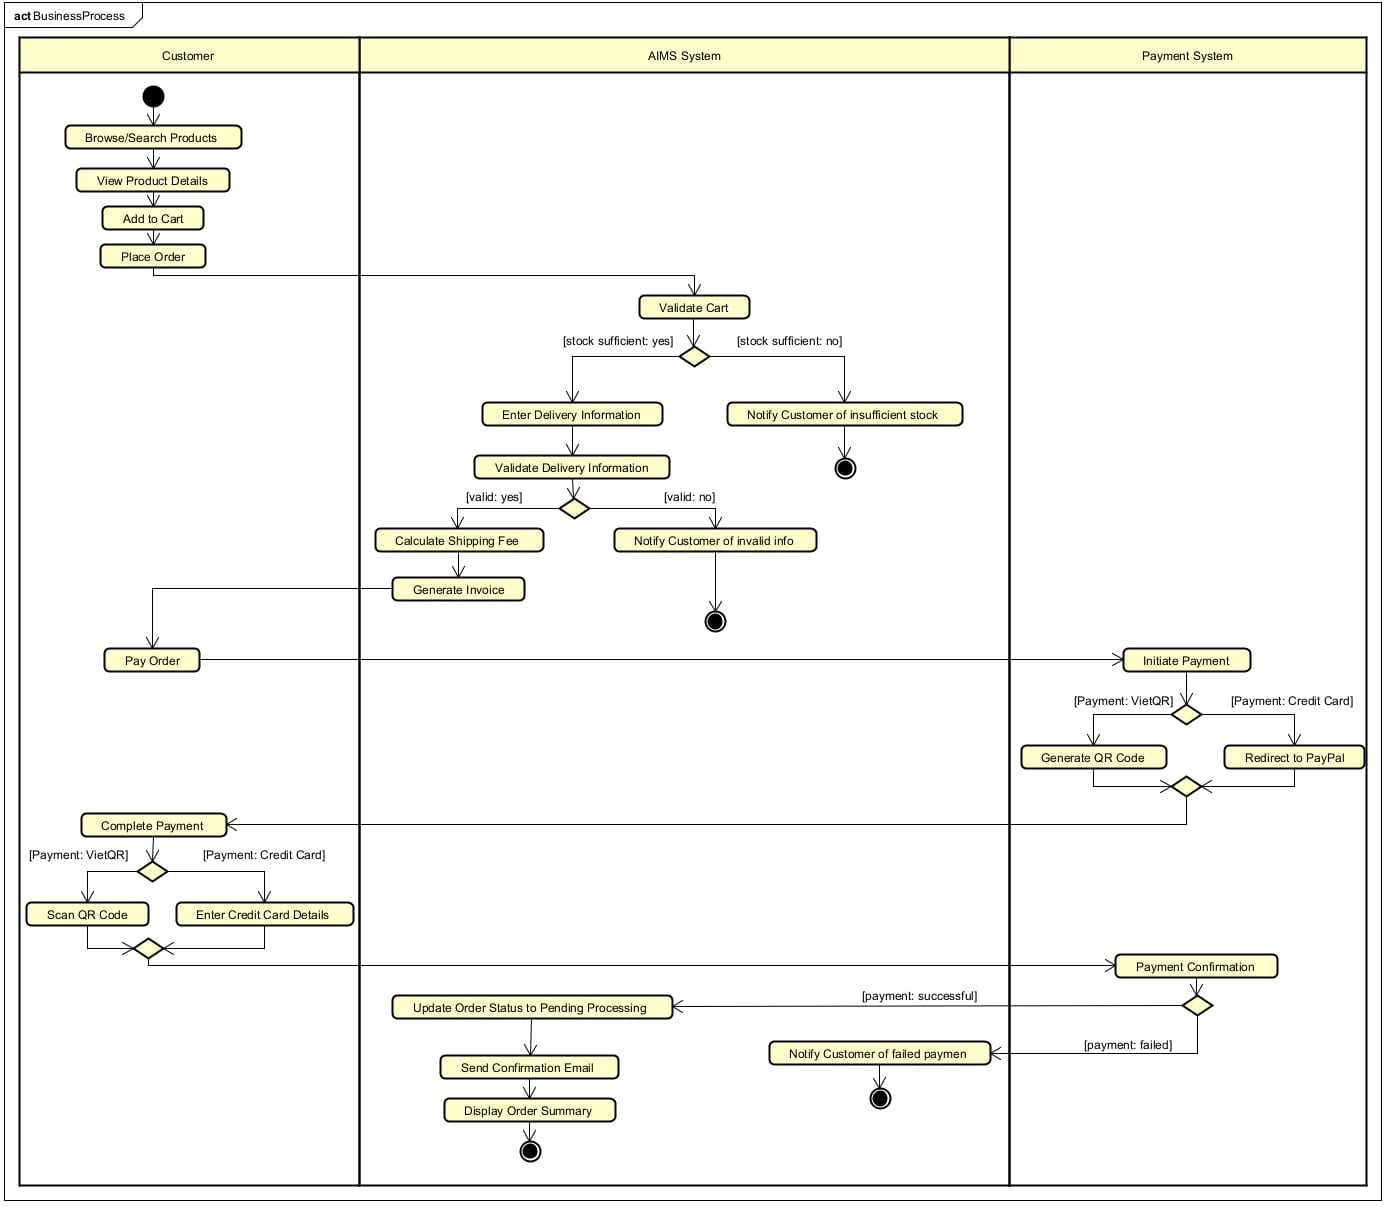 act BusinessProcess
Customer
AIMS System
Payment System
Browse/Search Products
View Product Details
Add to Cart
Place Order
Validate Cart
[stock sufficient: yes]
[stock sufficient: no]
Enter Delivery Information
Notify Customer of insufficient stock
Validate Delivery Information
[valid: yes]
[valid: no]
Calculate Shipping Fee
Notify Customer of invalid info
Generate Invoice
Pay Order
Initiate Payment
[Payment: VietQR]
[Payment: Credit Card]
Generate QR Code
Redirect to PayPal
Complete Payment
[Payment: VietQR]
[Payment: Credit Card]
Scan QR Code
Enter Credit Card Details
Payment Confirmation
[payment: successful]
Update Order Status to Pending Processing
[payment: failed]
Notify Customer of failed paymen
Send Confirmation Email
Display Order Summary